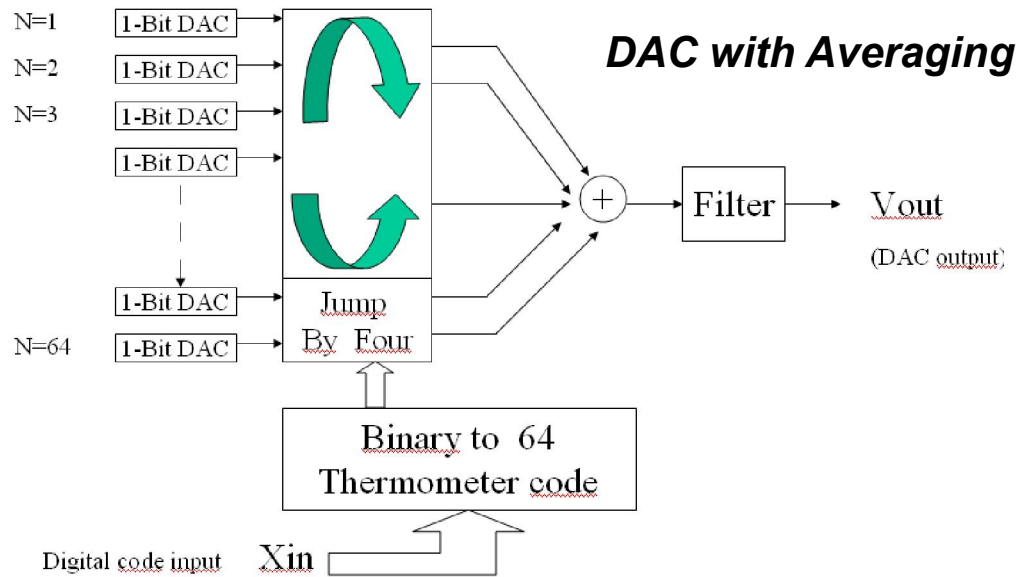 DAC with Averaging
N=1 1-Bit DAC
N=2 1-Bit DAC
N=3 1-Bit DAC
1-Bit DAC
1-Bit DAC
N=64 1-Bit DAC
Jump
By Four
+
Filter
Vout
(DAC output)
Binary to 64
Thermometer code
Digital code input Xin